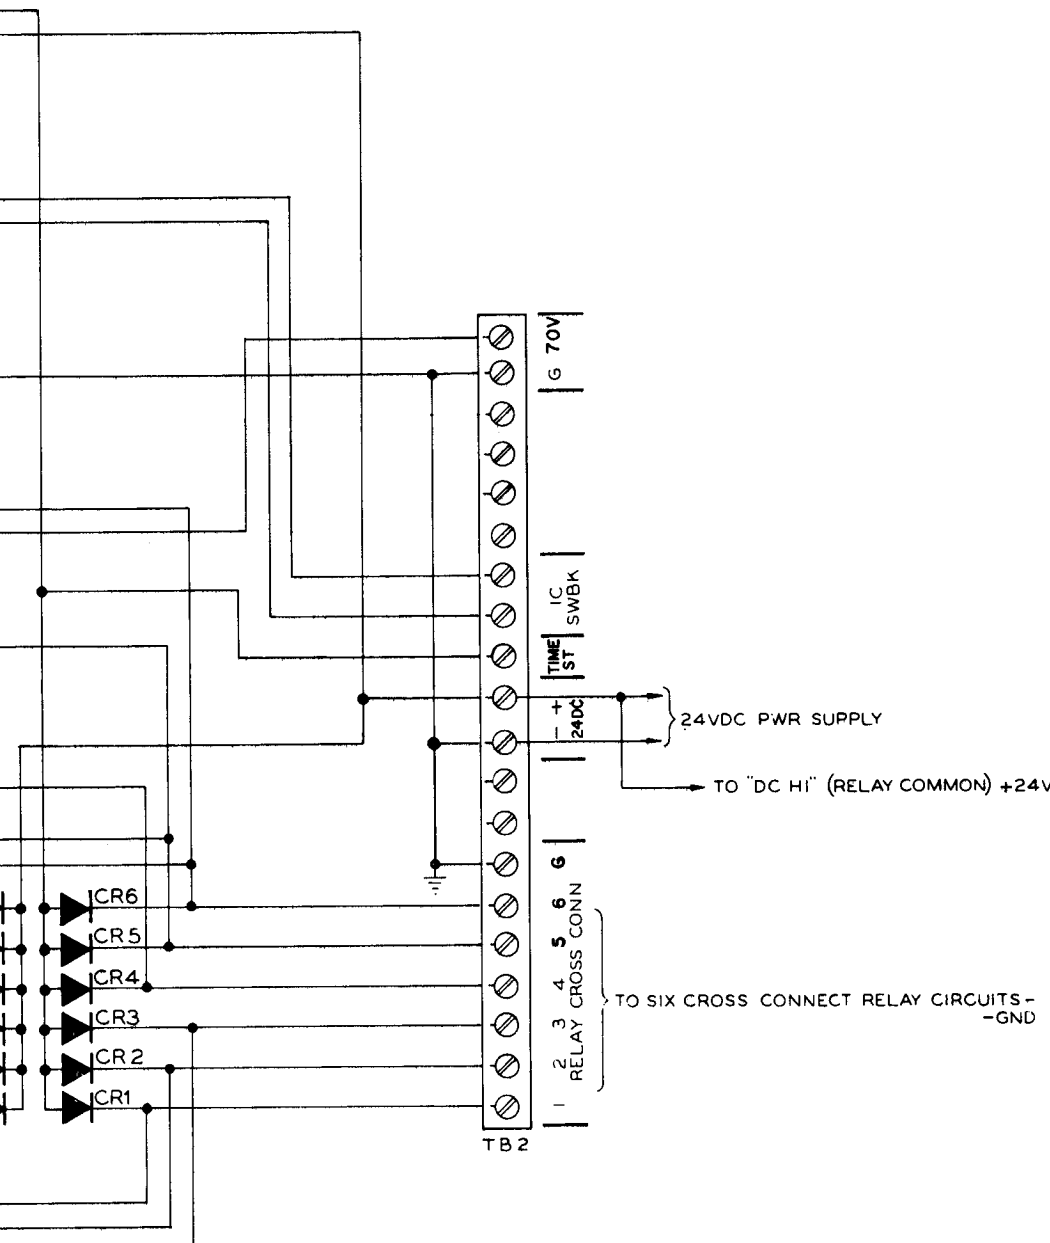 G 70V
IC
SWBK
TIME
ST
- +
24DC
24VDC PWR SUPPLY
TO "DC HI" (RELAY COMMON) +24V
1 2 3 4 5 6 G
RELAY CROSS CONN
CR6
CR5
CR4
CR3
CR2
CR1
TO SIX CROSS CONNECT RELAY CIRCUITS-
-GND
TB2